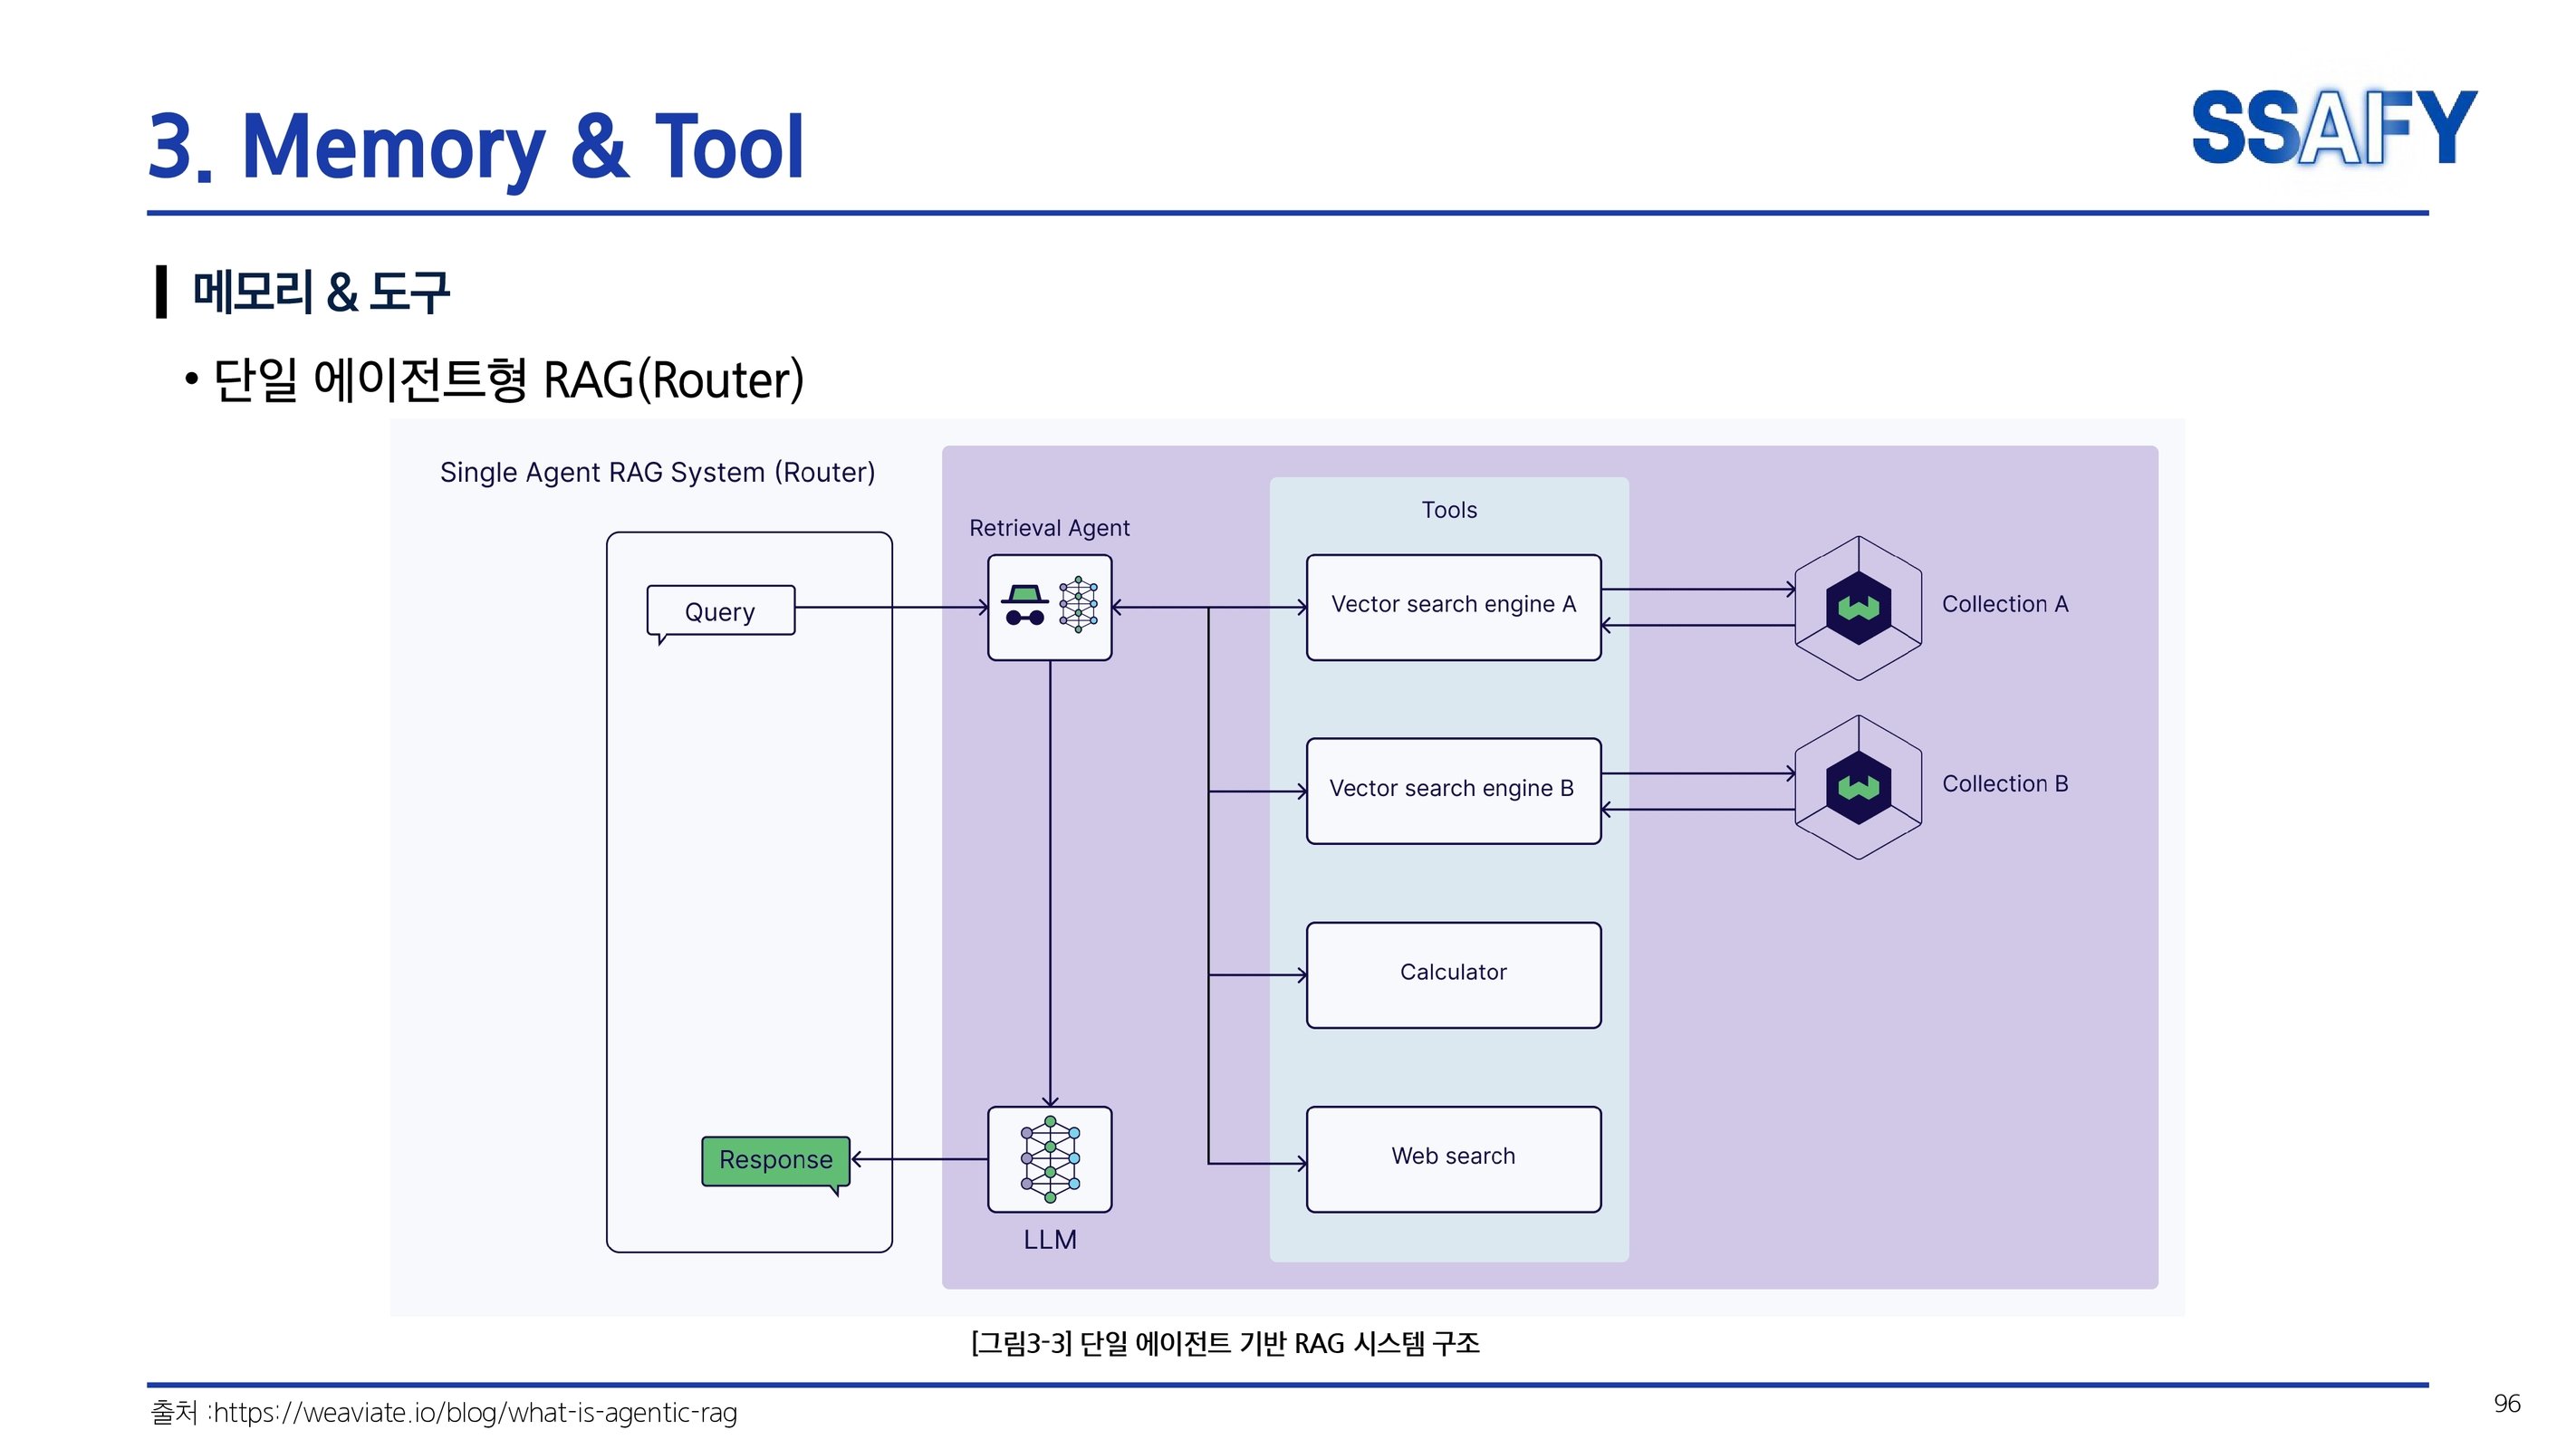 3. Memory & Tool
SSAFY
메모리 & 도구
• 단일 에이전트형 RAG(Router)
Single Agent RAG System (Router)
Retrieval Agent
Tools
Query
Vector search engine A
Collection A
Vector search engine B
Collection B
Calculator
Response
Web search
LLM
[그림3-3] 단일 에이전트 기반 RAG 시스템 구조
출처 :https://weaviate.io/blog/what-is-agentic-rag
96